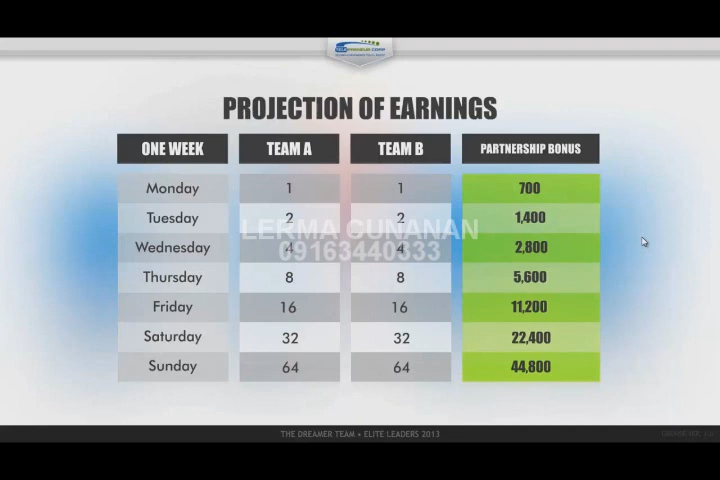 PROJECTION OF EARNINGS
ONE WEEK TEAM A TEAM B PARTNERSHIP BONUS
Monday 1 1 700
Tuesday 2 2 1,400
LERMA CUNANAN
Wednesday 4 4 2,800
09163440333
Thursday 8 8 5,600
Friday 16 16 11,200
Saturday 32 32 22,400
Sunday 64 64 44,800
THE DREAMER TEAM • ELITE LEADERS 2013